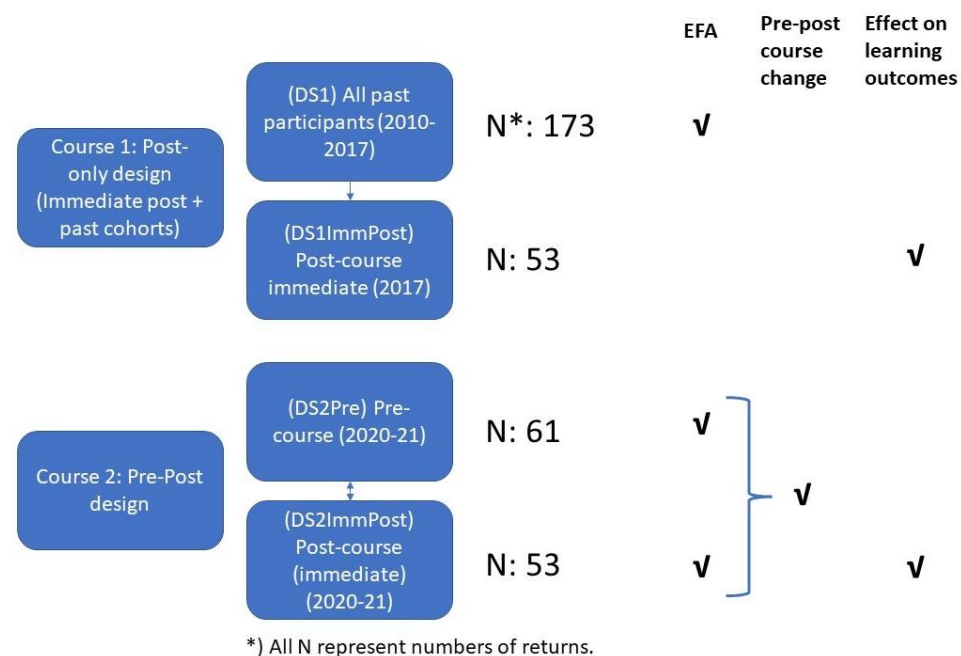 EFA
Pre-post
course
change
Effect on
learning
outcomes
Course 1: Post-
only design
(Immediate post +
past cohorts)
(DS1) All past
participants (2010-
2017)
N*: 173
√
(DS1ImmPost)
Post-course
immediate (2017)
N: 53
√
Course 2: Pre-Post
design
(DS2Pre) Pre-
course (2020-21)
N: 61
√
√
(DS2ImmPost)
Post-course
(immediate)
(2020-21)
N: 53
√
√
*) All N represent numbers of returns.